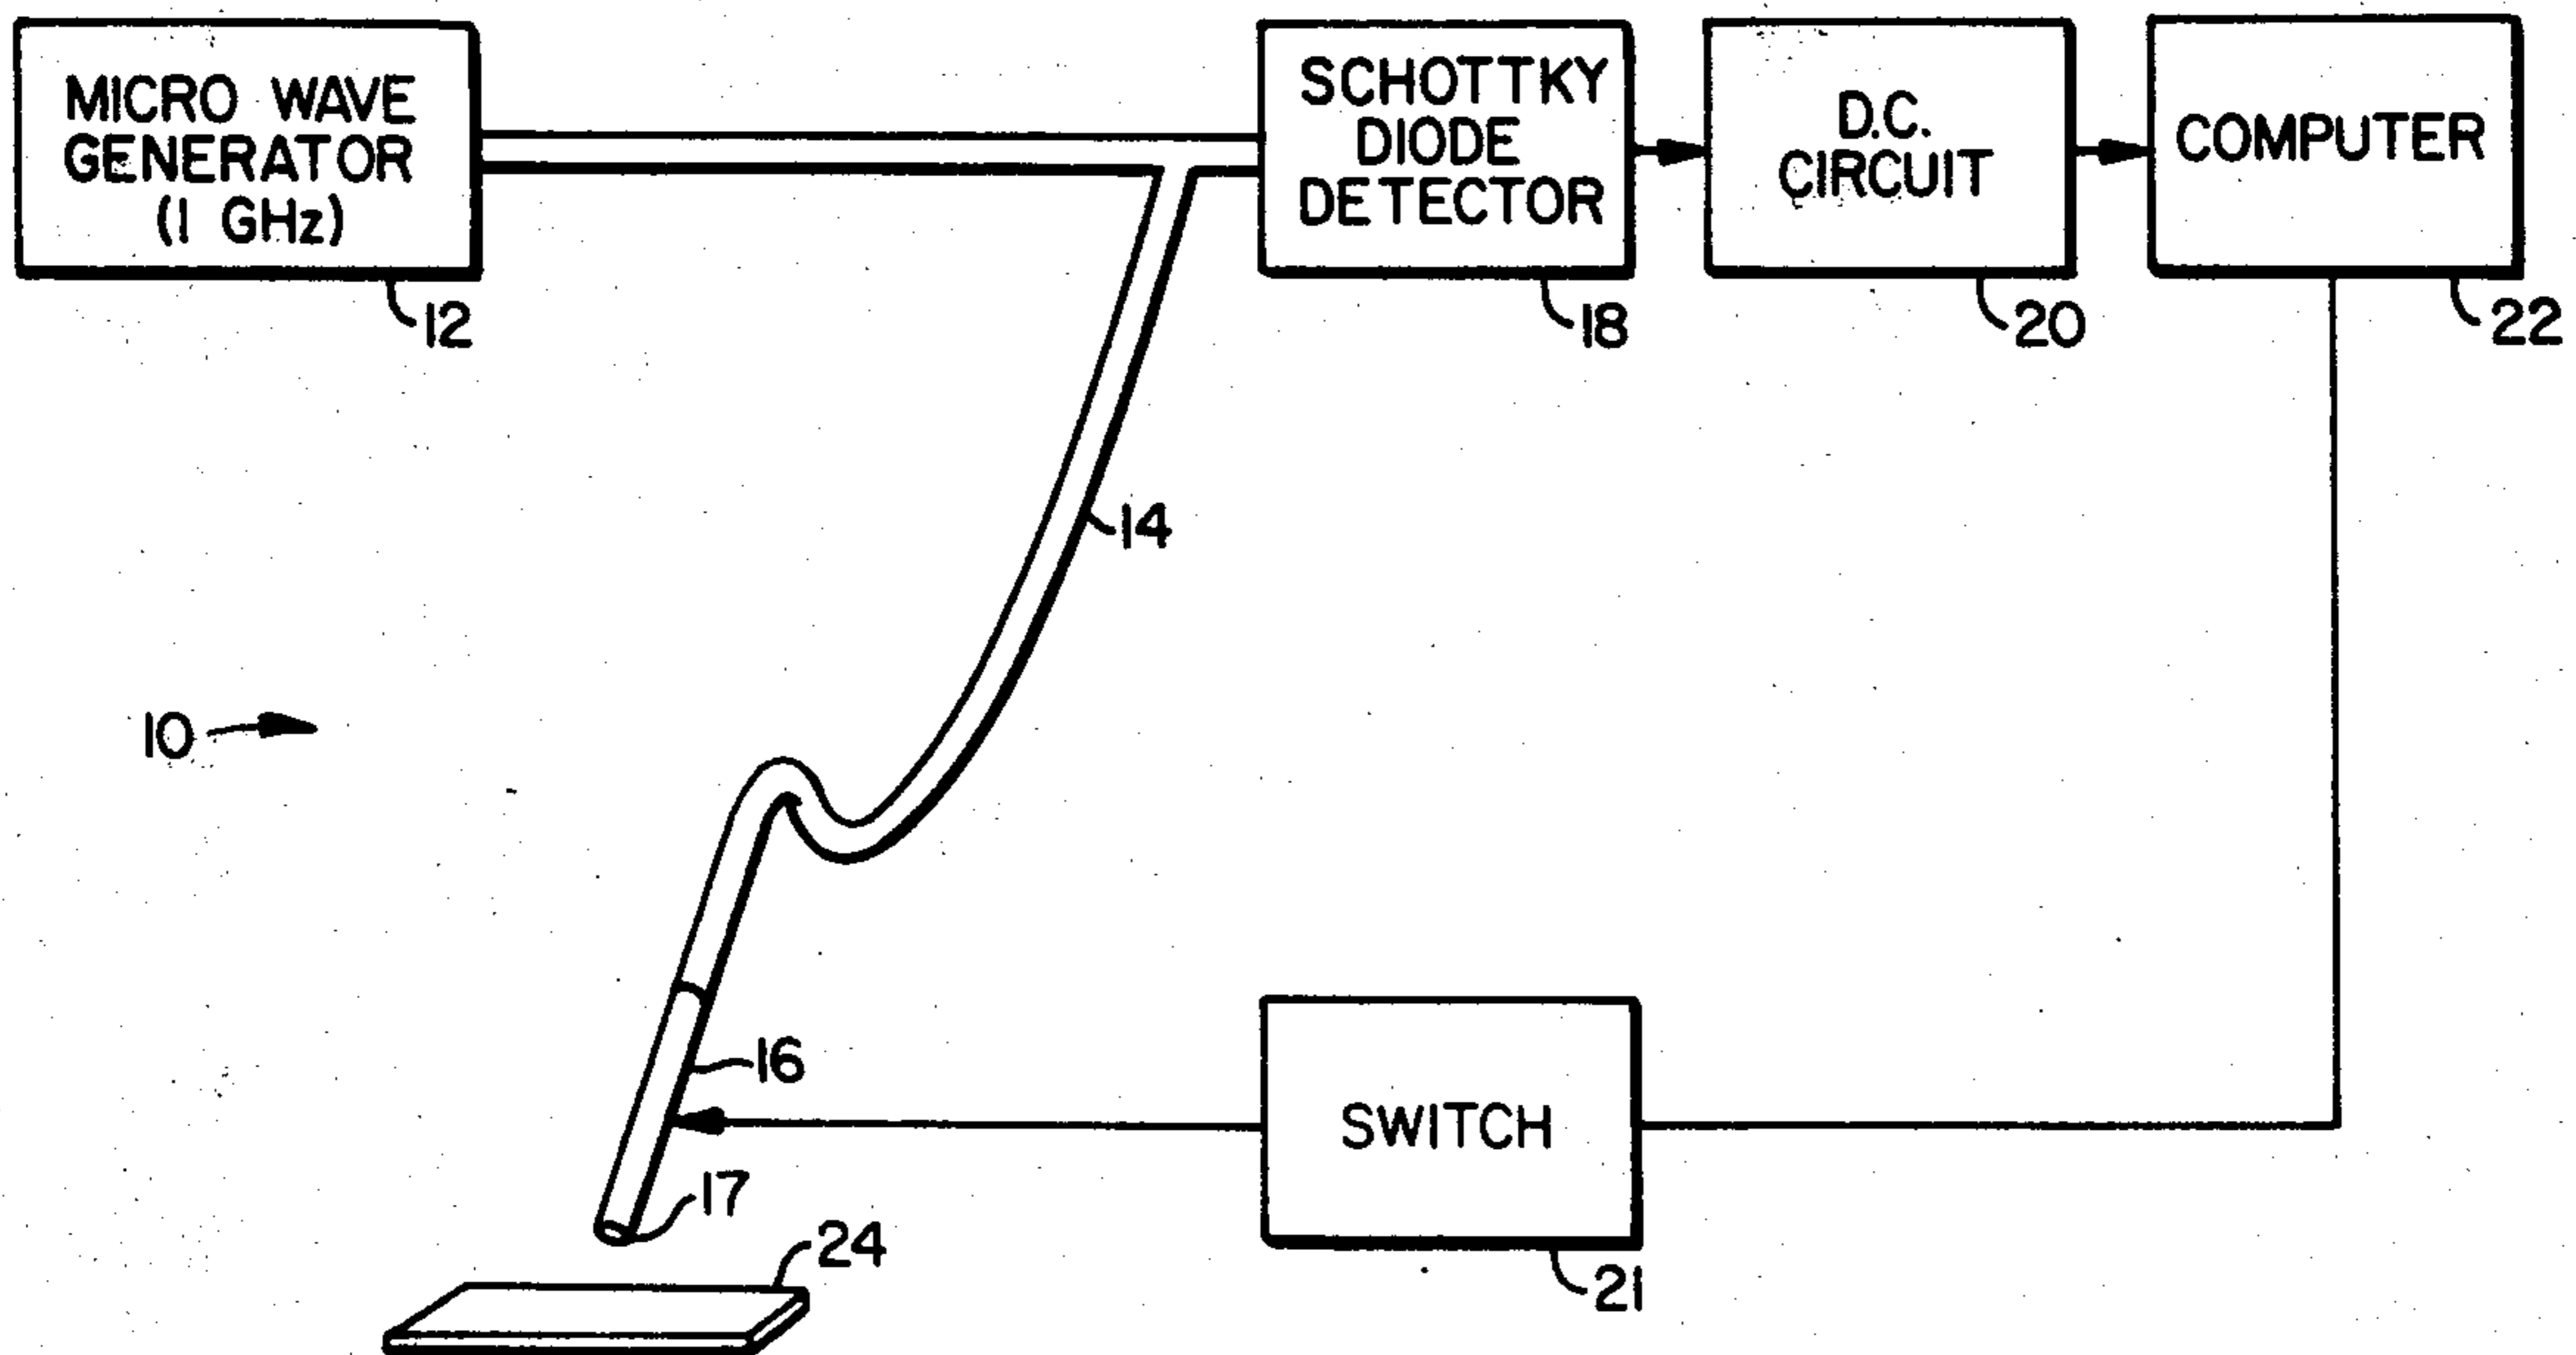 MICRO WAVE
GENERATOR
(1 GHz)
12
SCHOTTKY
DIODE
DETECTOR
18
D.C.
CIRCUIT
20
COMPUTER
22
14
10
16
17
24
SWITCH
21